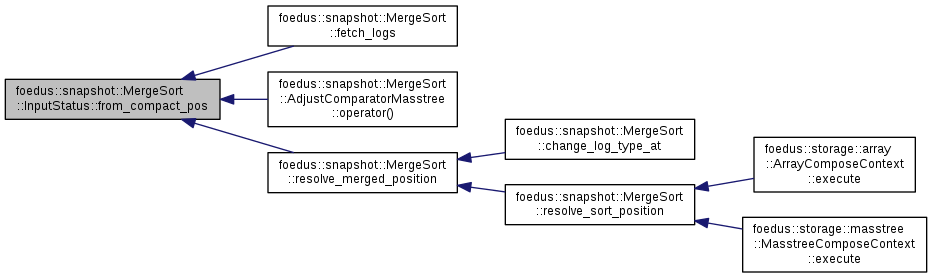 foedus::snapshot::MergeSort
::fetch_logs
foedus::snapshot::MergeSort
::InputStatus::from_compact_pos
foedus::snapshot::MergeSort
::AdjustComparatorMasstree
::operator()
foedus::snapshot::MergeSort
::resolve_merged_position
foedus::snapshot::MergeSort
::change_log_type_at
foedus::snapshot::MergeSort
::resolve_sort_position
foedus::storage::array
::ArrayComposeContext
::execute
foedus::storage::masstree
::MasstreeComposeContext
::execute